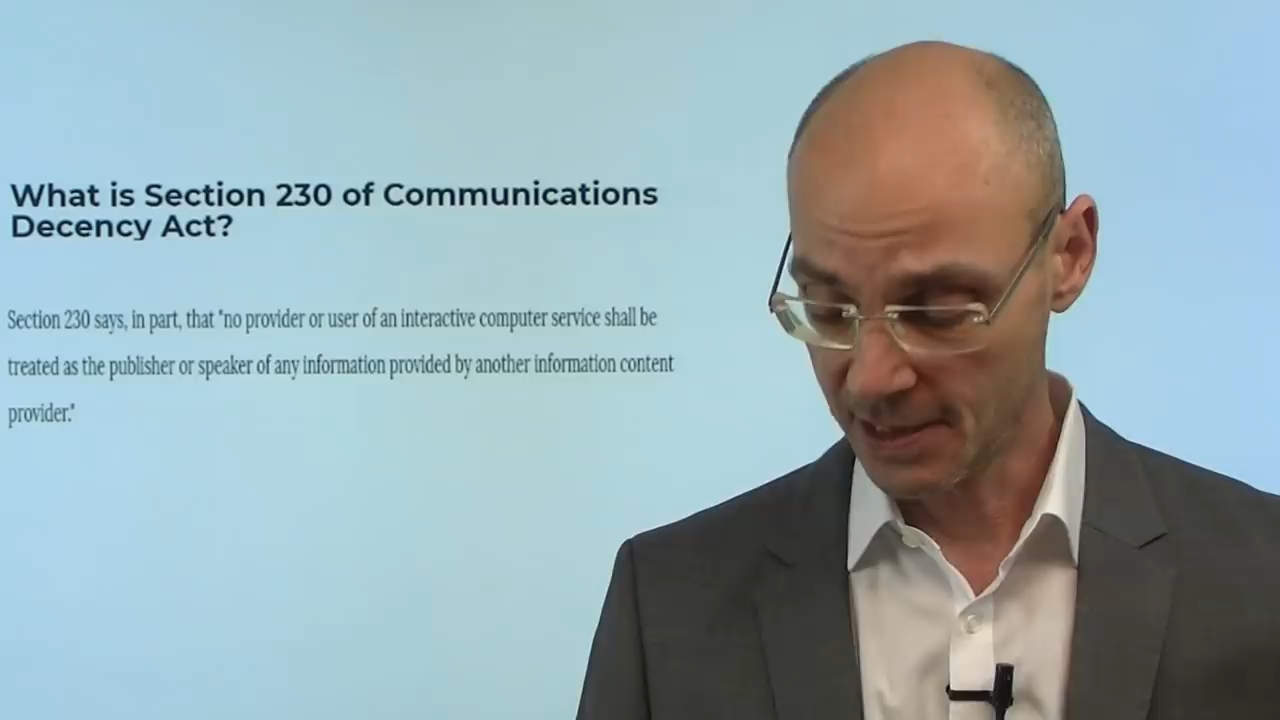 What is Section 230 of Communications
Decency Act?
Section 230 says, in part, that "no provider or user of an interactive computer service shall be
treated as the publisher or speaker of any information provided by another information content
provider."